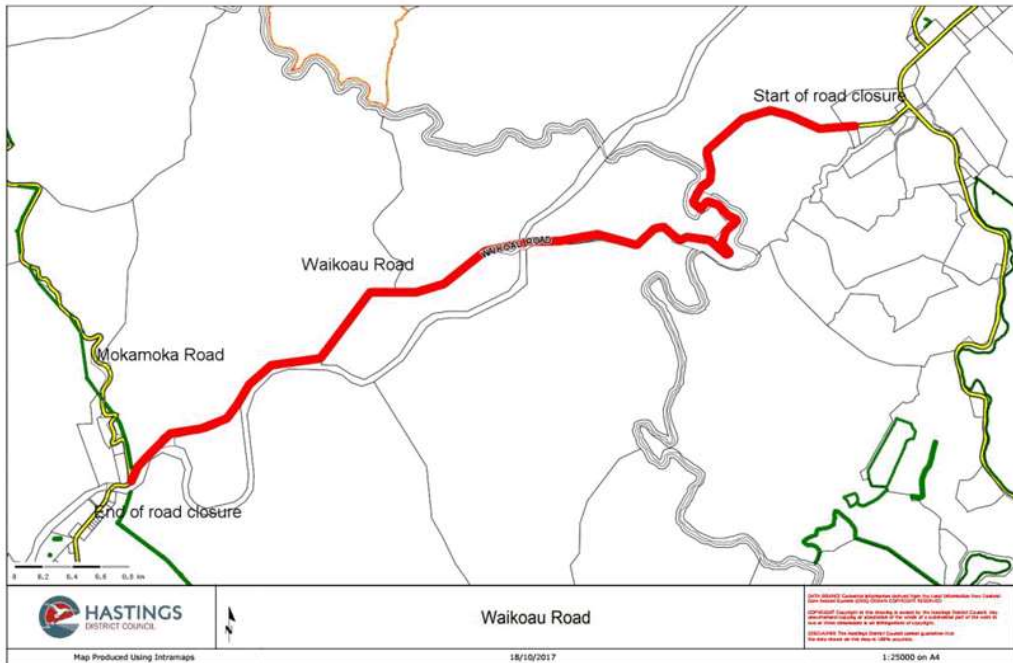 Start of road closure
WAIKOAU ROAD
Waikoau Road
Mokamoka Road
End of road closure
0 0.2 0.4 0.6 0.8 km
HASTINGS
DISTRICT COUNCIL
N
Waikoau Road
Map Produced Using Intramaps
18/10/2017
1:25000 on A4